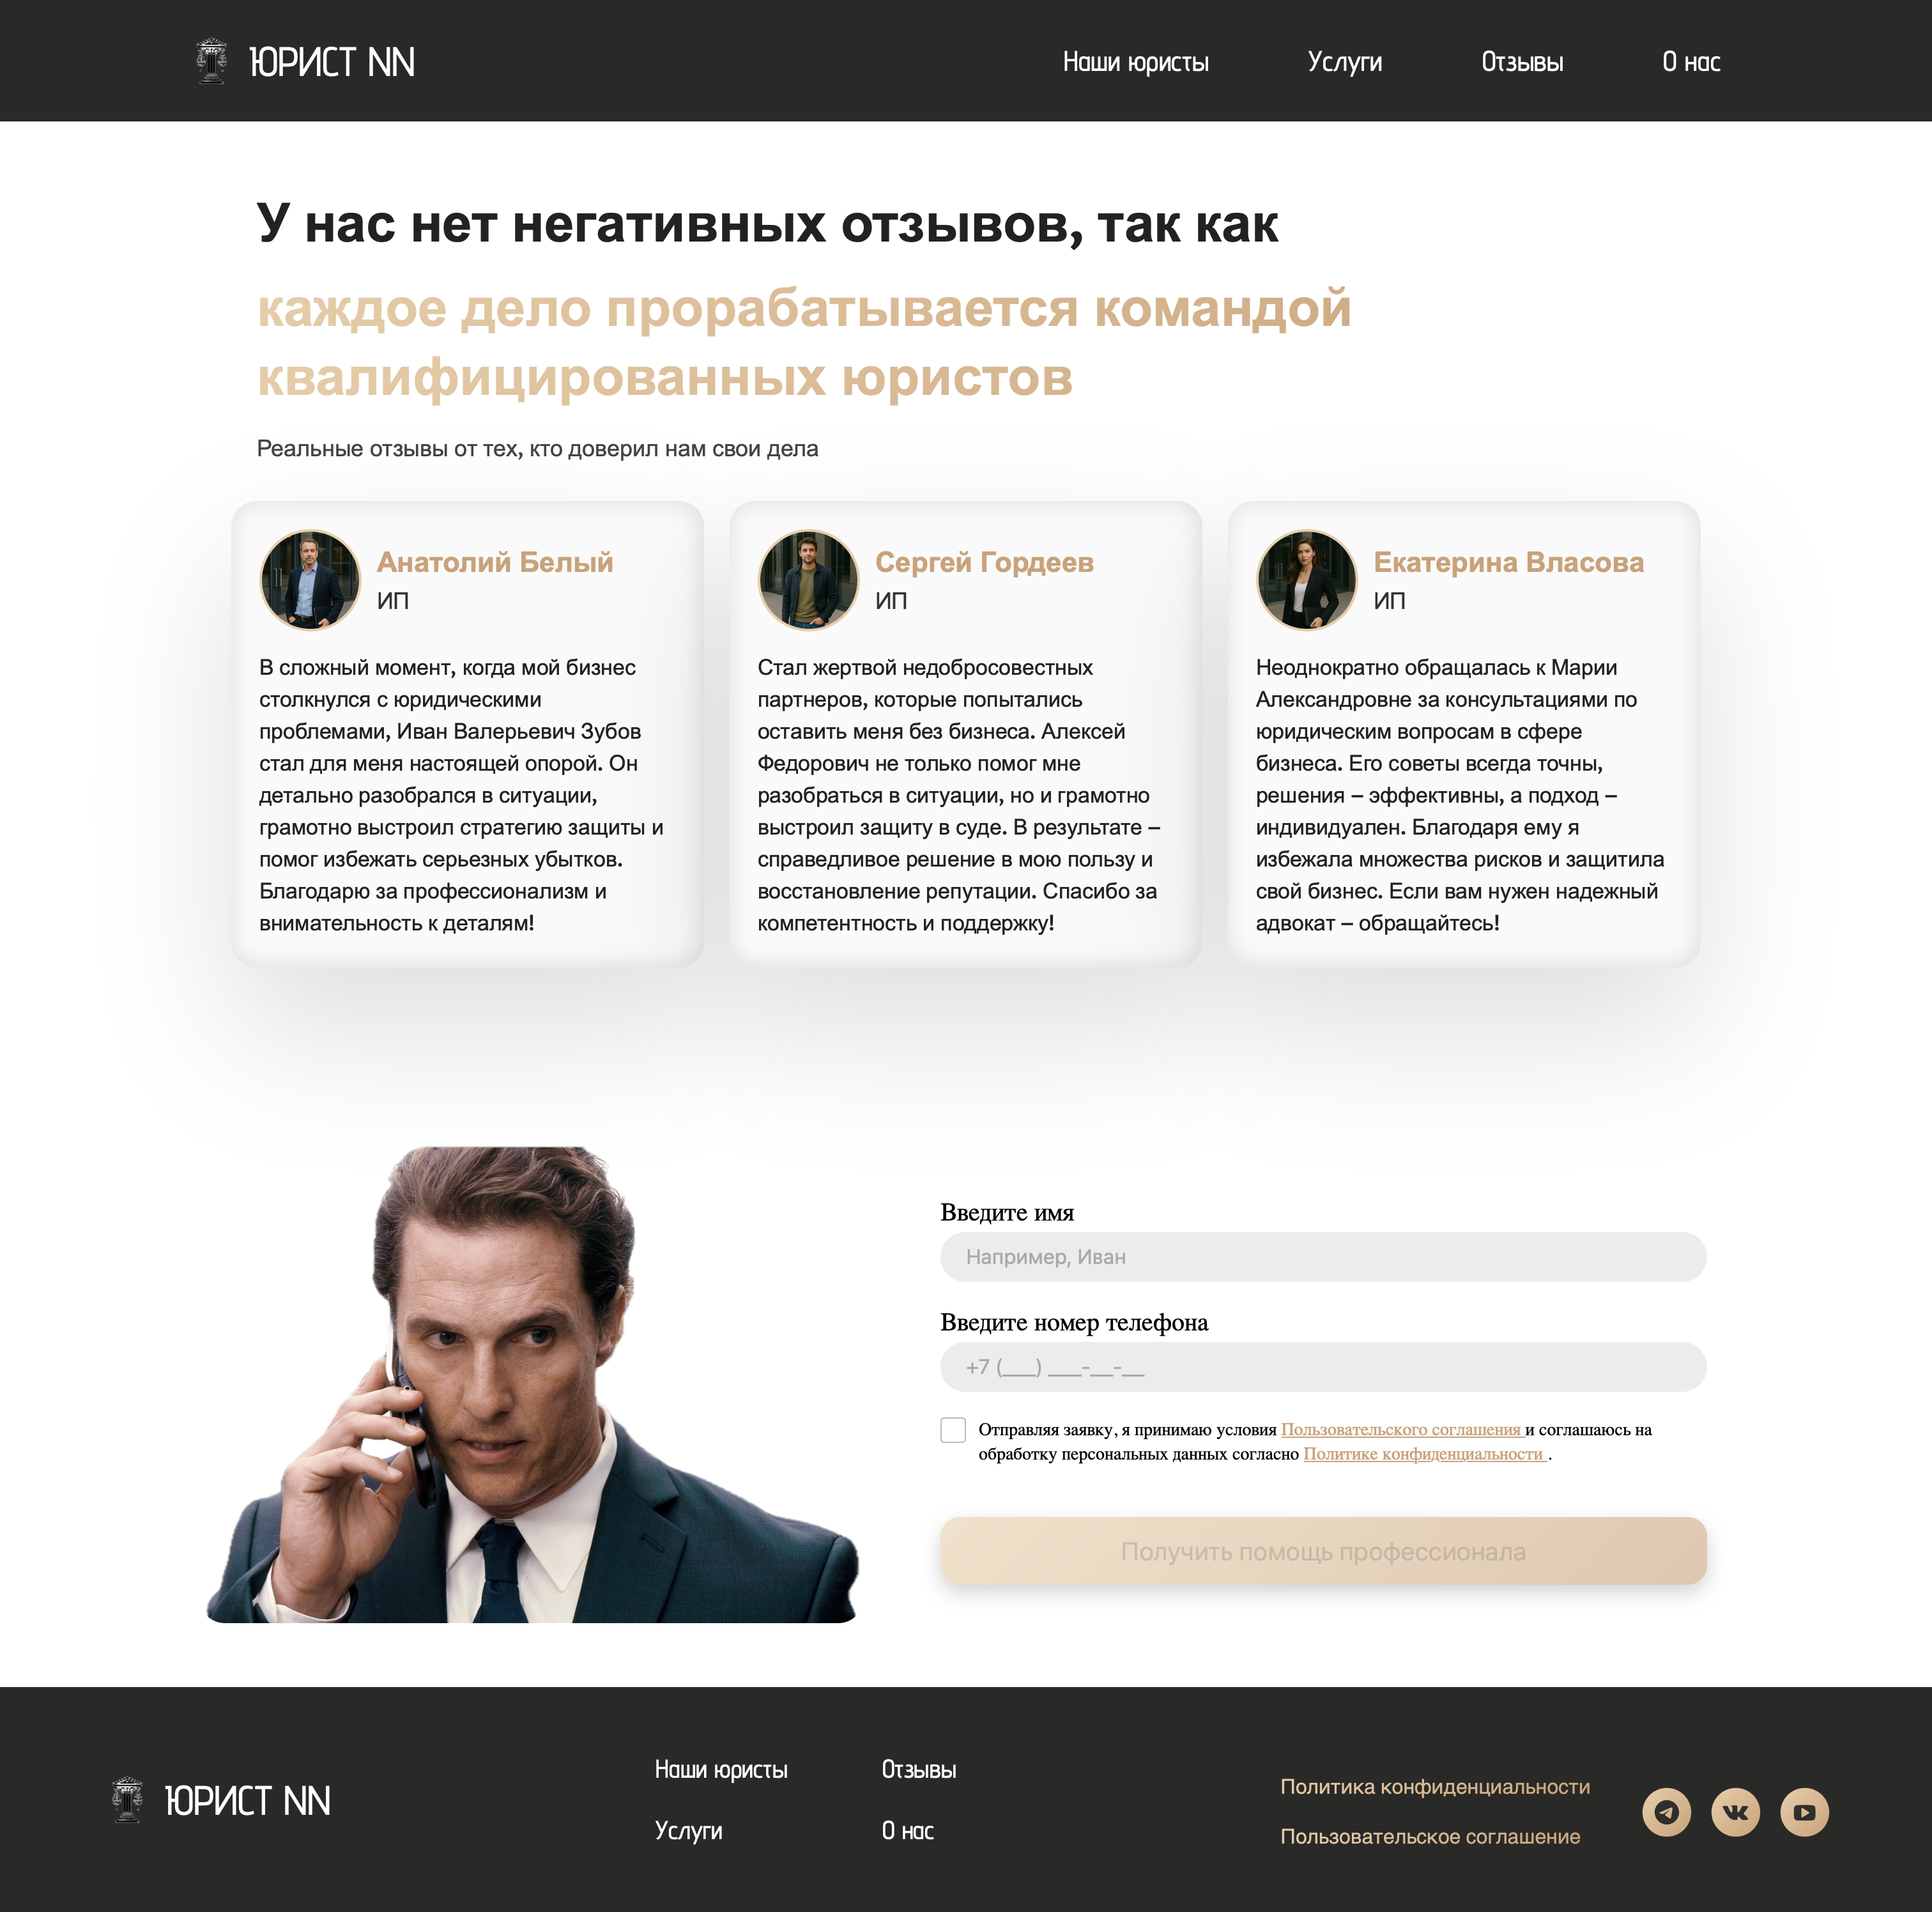 ЮРИСТ NN
Наши юристы
Услуги
Отзывы
О нас
У нас нет негативных отзывов, так как
каждое дело прорабатывается командой
квалифицированных юристов
Реальные отзывы от тех, кто доверил нам свои дела
Анатолий Белый
ИП
В сложный момент, когда мой бизнес
столкнулся с юридическими
проблемами, Иван Валерьевич Зубов
стал для меня настоящей опорой. Он
детально разобрался в ситуации,
грамотно выстроил стратегию защиты и
помог избежать серьезных убытков.
Благодарю за профессионализм и
внимательность к деталям!
Сергей Гордеев
ИП
Стал жертвой недобросовестных
партнеров, которые попытались
оставить меня без бизнеса. Алексей
Федорович не только помог мне
разобраться в ситуации, но и грамотно
выстроил защиту в суде. В результате –
справедливое решение в мою пользу и
восстановление репутации. Спасибо за
компетентность и поддержку!
Екатерина Власова
ИП
Неоднократно обращалась к Марии
Александровне за консультациями по
юридическим вопросам в сфере
бизнеса. Его советы всегда точны,
решения – эффективны, а подход –
индивидуален. Благодаря ему я
избежала множества рисков и защитила
свой бизнес. Если вам нужен надежный
адвокат – обращайтесь!
Введите имя
Например, Иван
Введите номер телефона
+7 (___) ___-__-__
Отправляя заявку, я принимаю условия Пользовательского соглашения и соглашаюсь на
обработку персональных данных согласно Политике конфиденциальности .
Получить помощь профессионала
ЮРИСТ NN
Наши юристы
Отзывы
Услуги
О нас
Политика конфиденциальности
Пользовательское соглашение